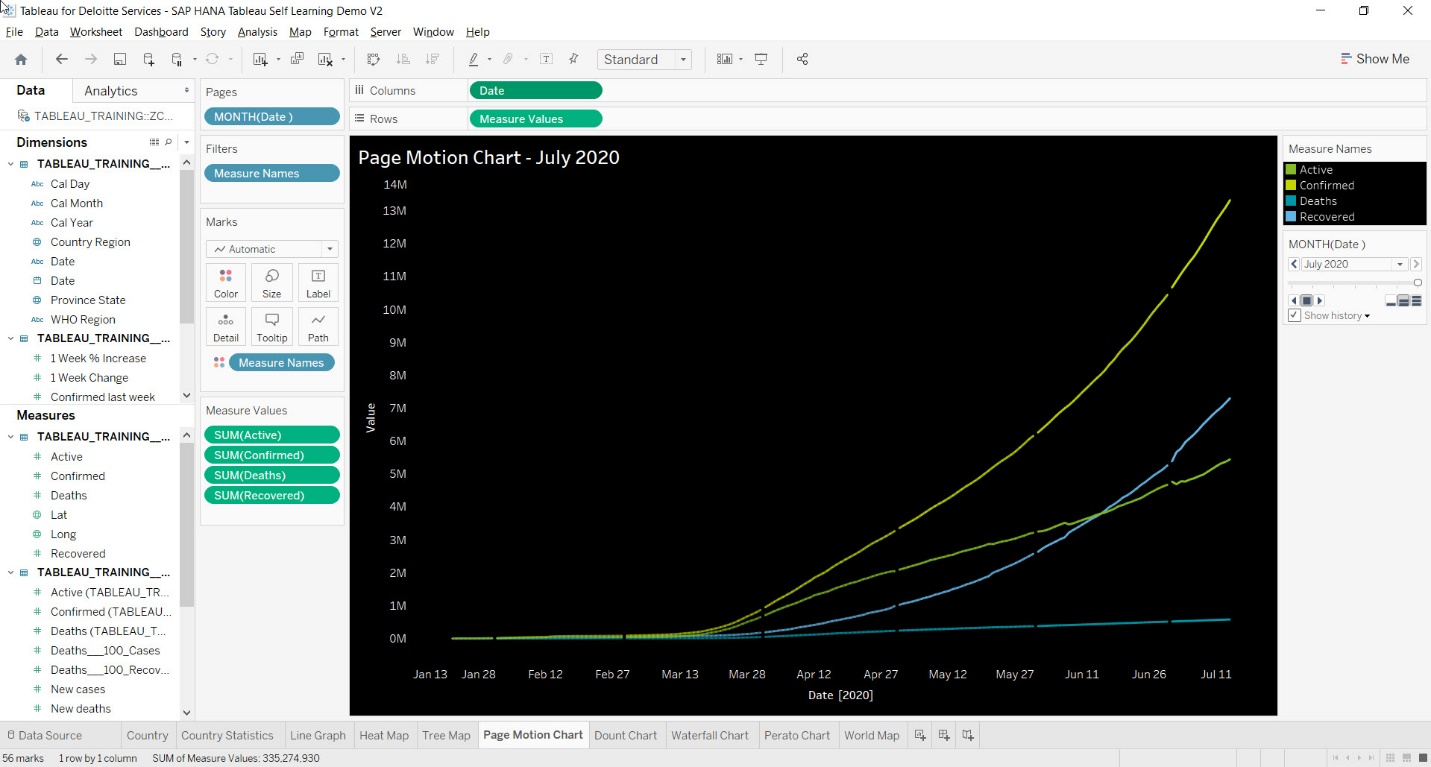 Tableau for Deloitte Services - SAP HANA Tableau Self Learning Demo V2
File Data Worksheet Dashboard Story Analysis Map Format Server Window Help
Standard
Show Me
Data Analytics
TABLEAU_TRAINING::ZC...
Dimensions
TABLEAU_TRAINING__...
Abc Cal Day
Abc Cal Month
Abc Cal Year
Country Region
Abc Date
Date
Province State
Abc WHO Region
TABLEAU_TRAINING__...
# 1 Week % Increase
# 1 Week Change
# Confirmed last week
Measures
TABLEAU_TRAINING__...
# Active
# Confirmed
# Deaths
Lat
Long
# Recovered
TABLEAU_TRAINING__...
# Active (TABLEAU_TR...
# Confirmed (TABLEAU...
# Deaths (TABLEAU_T...
# Deaths___100_Cases
# Deaths___100_Recov...
# New cases
# New deaths
Pages
MONTH(Date )
Filters
Measure Names
Marks
Automatic
Color Size Label
Detail Tooltip Path
Measure Names
Measure Values
SUM(Active)
SUM(Confirmed)
SUM(Deaths)
SUM(Recovered)
Columns Date
Rows Measure Values
Page Motion Chart - July 2020
14M
13M
12M
11M
10M
9M
8M
7M
6M
5M
4M
3M
2M
1M
0M
Value
Jan 13 Jan 28 Feb 12 Feb 27 Mar 13 Mar 28 Apr 12 Apr 27 May 12 May 27 Jun 11 Jun 26 Jul 11
Date [2020]
Measure Names
Active
Confirmed
Deaths
Recovered
MONTH(Date )
July 2020
Show history
Data Source Country Country Statistics Line Graph Heat Map Tree Map Page Motion Chart Dount Chart Waterfall Chart Perato Chart World Map
56 marks 1 row by 1 column SUM of Measure Values: 335,274,930